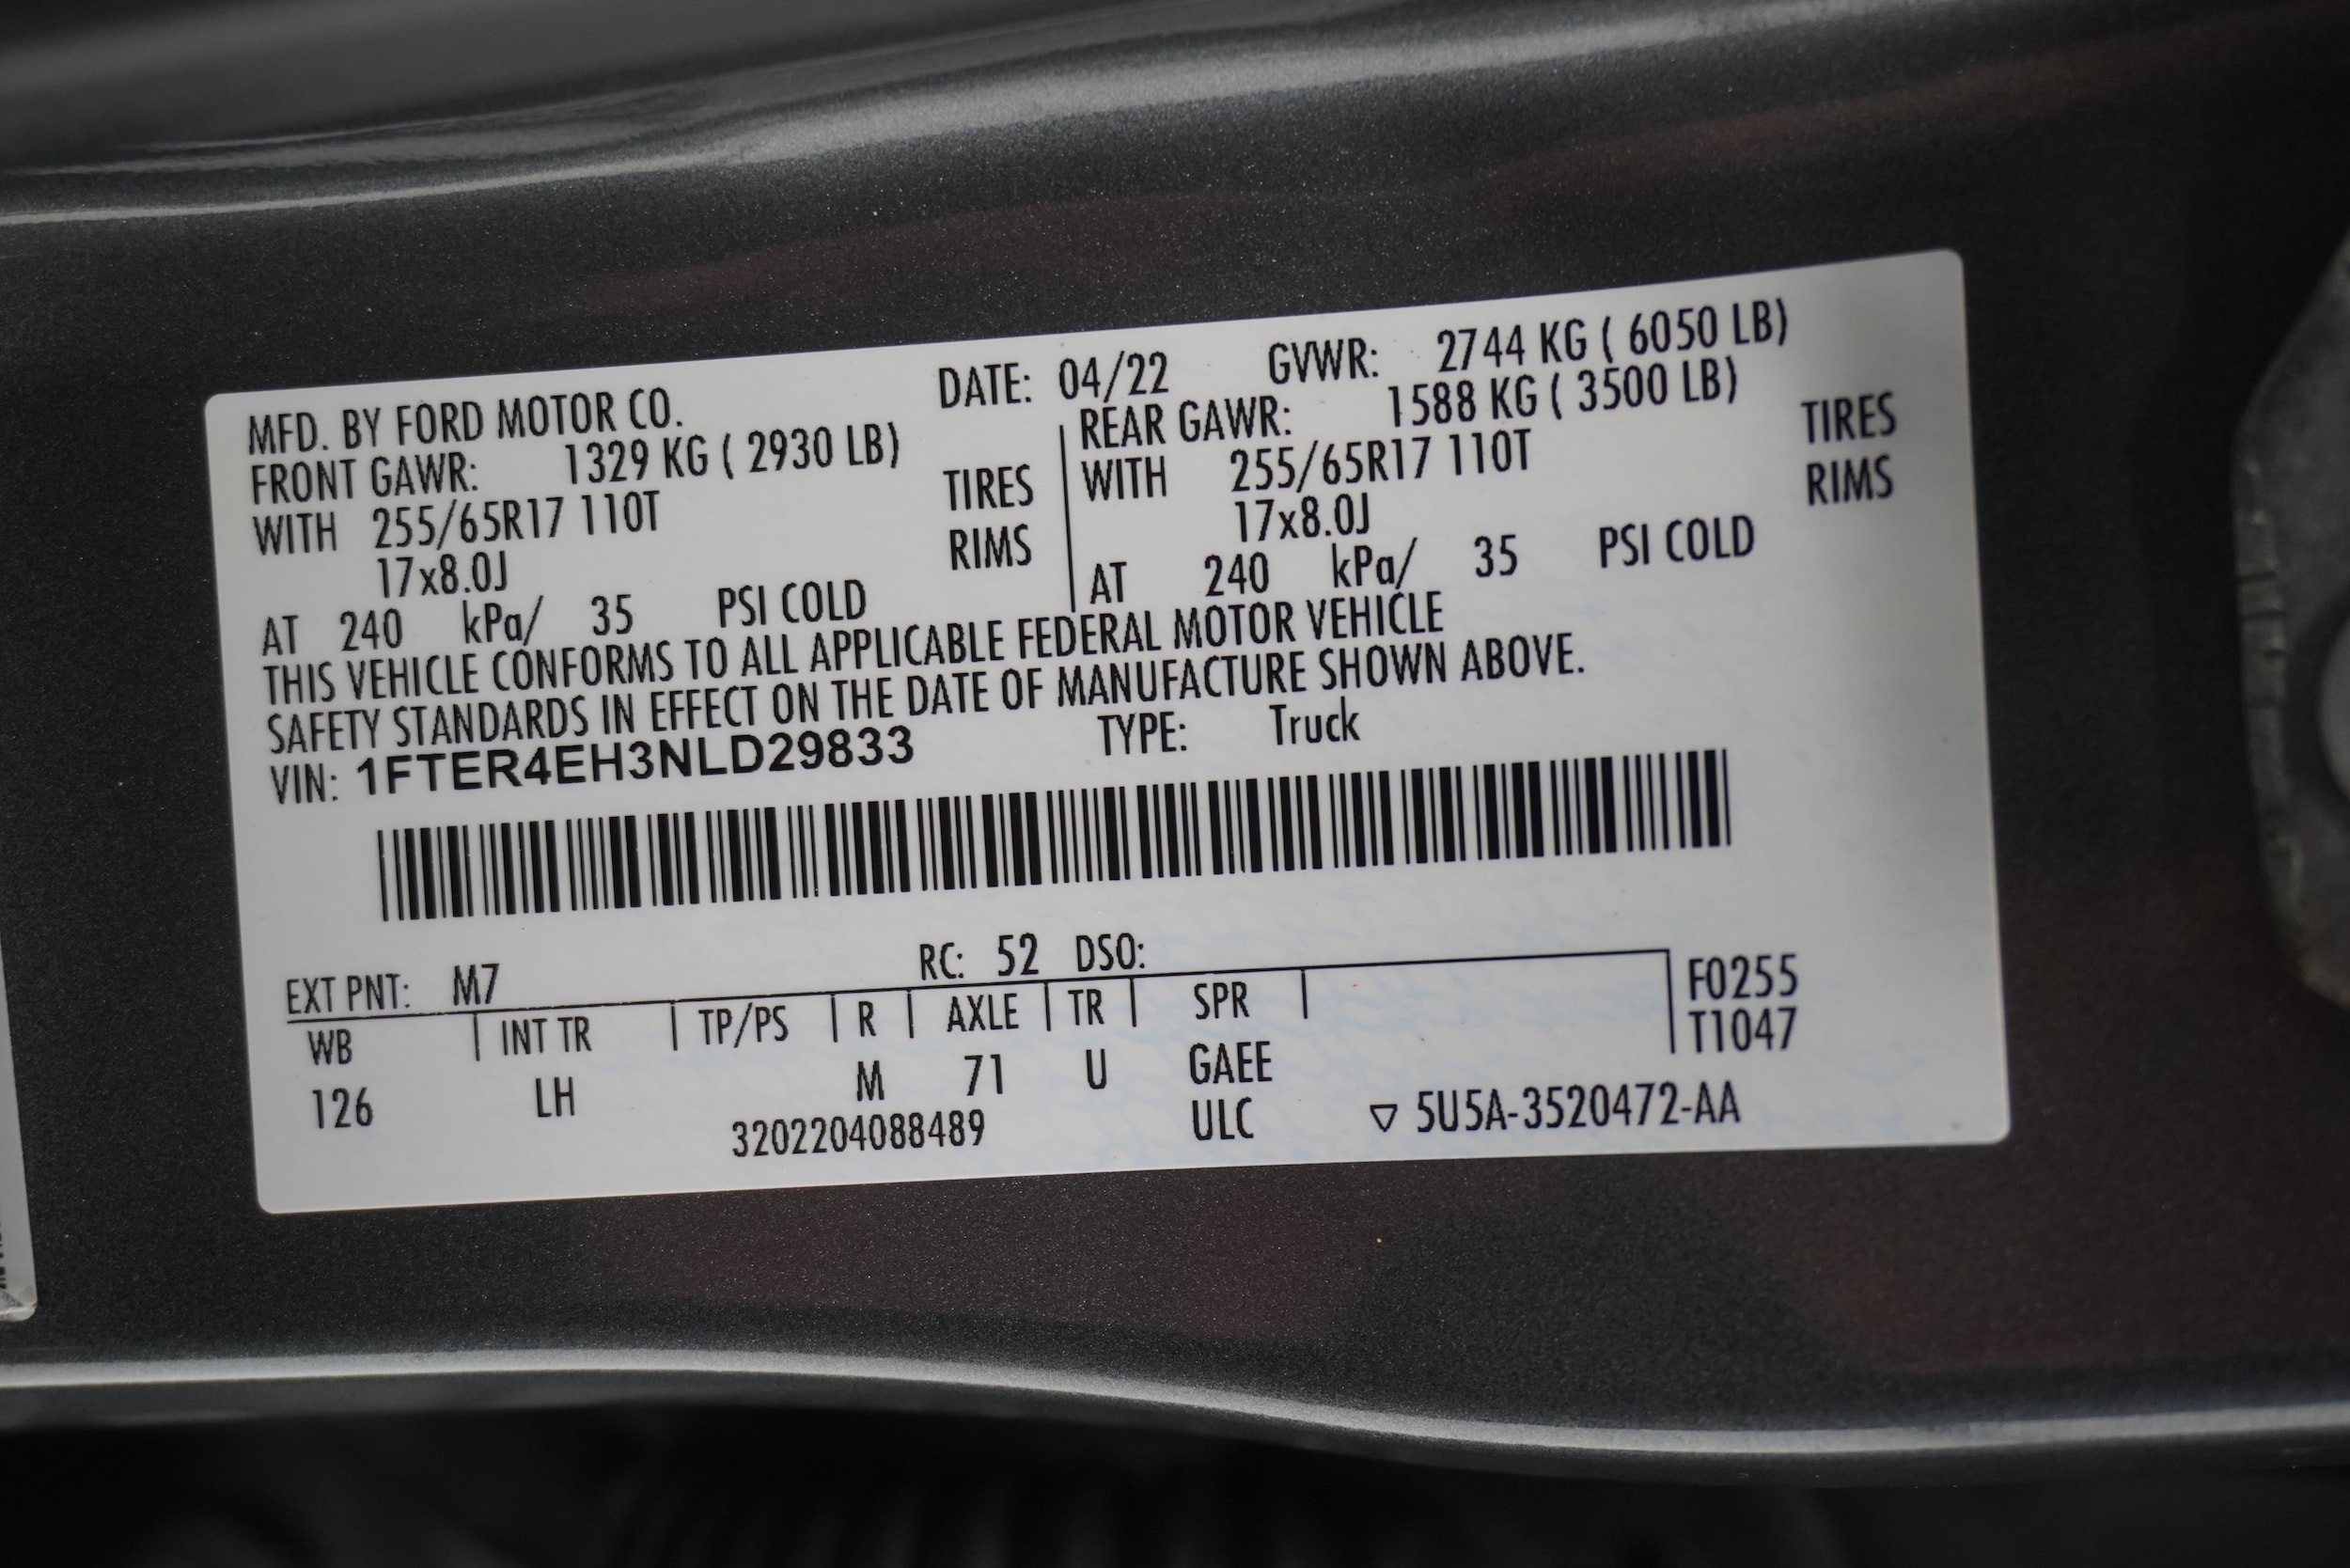 MFD. BY FORD MOTOR CO. DATE: 04/22 GVWR: 2744 KG ( 6050 LB)
FRONT GAWR: 1329 KG ( 2930 LB) REAR GAWR: 1588 KG ( 3500 LB)
WITH 255/65R17 110T TIRES WITH 255/65R17 110T TIRES
17x8.0J RIMS 17x8.0J RIMS
AT 240 kPa/ 35 PSI COLD AT 240 kPa/ 35 PSI COLD
THIS VEHICLE CONFORMS TO ALL APPLICABLE FEDERAL MOTOR VEHICLE
SAFETY STANDARDS IN EFFECT ON THE DATE OF MANUFACTURE SHOWN ABOVE.
VIN: 1FTER4EH3NLD29833 TYPE: Truck
EXT PNT: M7 RC: 52 DSO:
WB INT TR TP/PS R AXLE TR SPR F0255
T1047
126 LH M 71 U GAEE
3202204088489 ULC ▽ 5U5A-3520472-AA